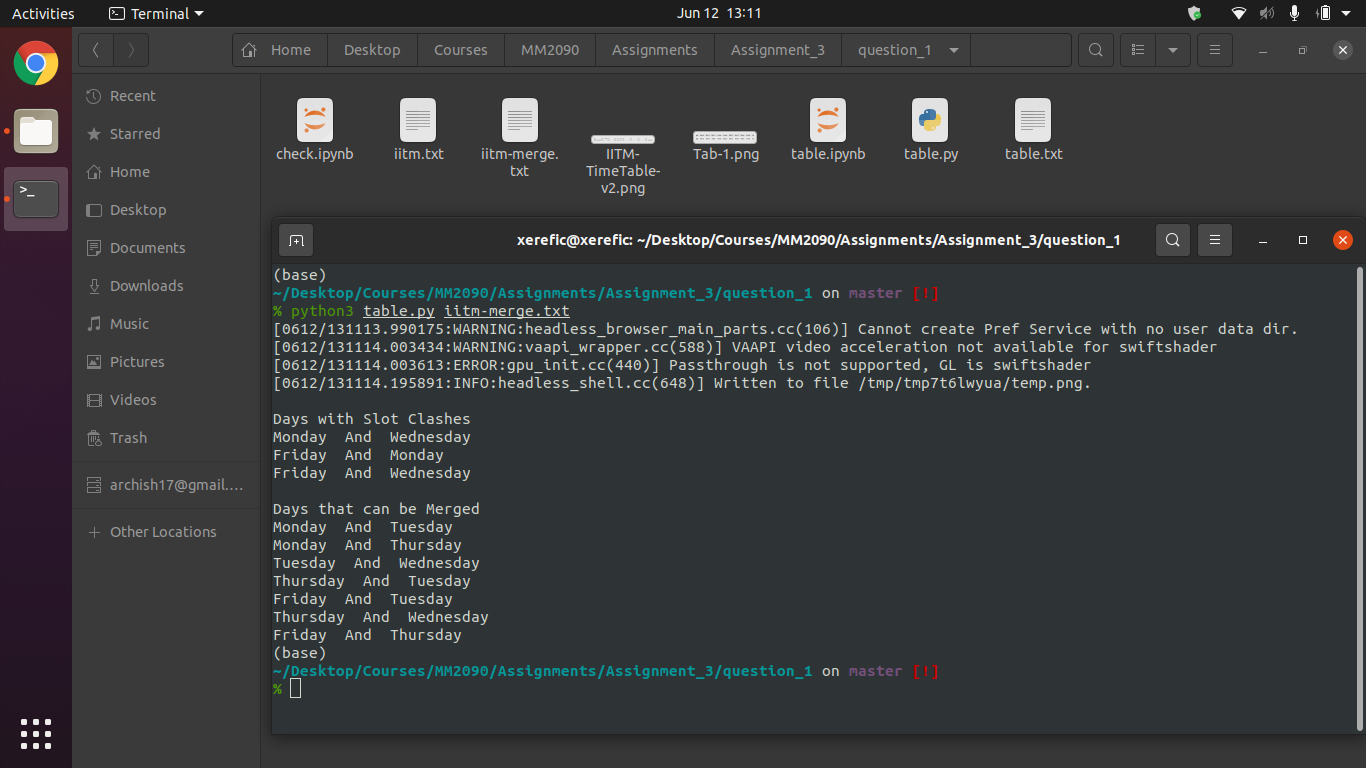 Activities
Terminal
Jun 12 13:11
Home
Desktop
Courses
MM2090
Assignments
Assignment_3
question_1
Recent
Starred
Home
Desktop
Documents
Downloads
Music
Pictures
Videos
Trash
archish17@gmail.…
Other Locations
check.ipynb
iitm.txt
iitm-merge.
txt
IITM-
TimeTable-
v2.png
Tab-1.png
table.ipynb
table.py
table.txt
xerefic@xerefic: ~/Desktop/Courses/MM2090/Assignments/Assignment_3/question_1
(base)
~/Desktop/Courses/MM2090/Assignments/Assignment_3/question_1 on master [!]
% python3 table.py iitm-merge.txt
[0612/131113.990175:WARNING:headless_browser_main_parts.cc(106)] Cannot create Pref Service with no user data dir.
[0612/131114.003434:WARNING:vaapi_wrapper.cc(588)] VAAPI video acceleration not available for swiftshader
[0612/131114.003613:ERROR:gpu_init.cc(440)] Passthrough is not supported, GL is swiftshader
[0612/131114.195891:INFO:headless_shell.cc(648)] Written to file /tmp/tmp7t6lwyua/temp.png.
Days with Slot Clashes
Monday  And  Wednesday
Friday  And  Monday
Friday  And  Wednesday
Days that can be Merged
Monday  And  Tuesday
Monday  And  Thursday
Tuesday  And  Wednesday
Thursday  And  Tuesday
Friday  And  Tuesday
Thursday  And  Wednesday
Friday  And  Thursday
(base)
~/Desktop/Courses/MM2090/Assignments/Assignment_3/question_1 on master [!]
%